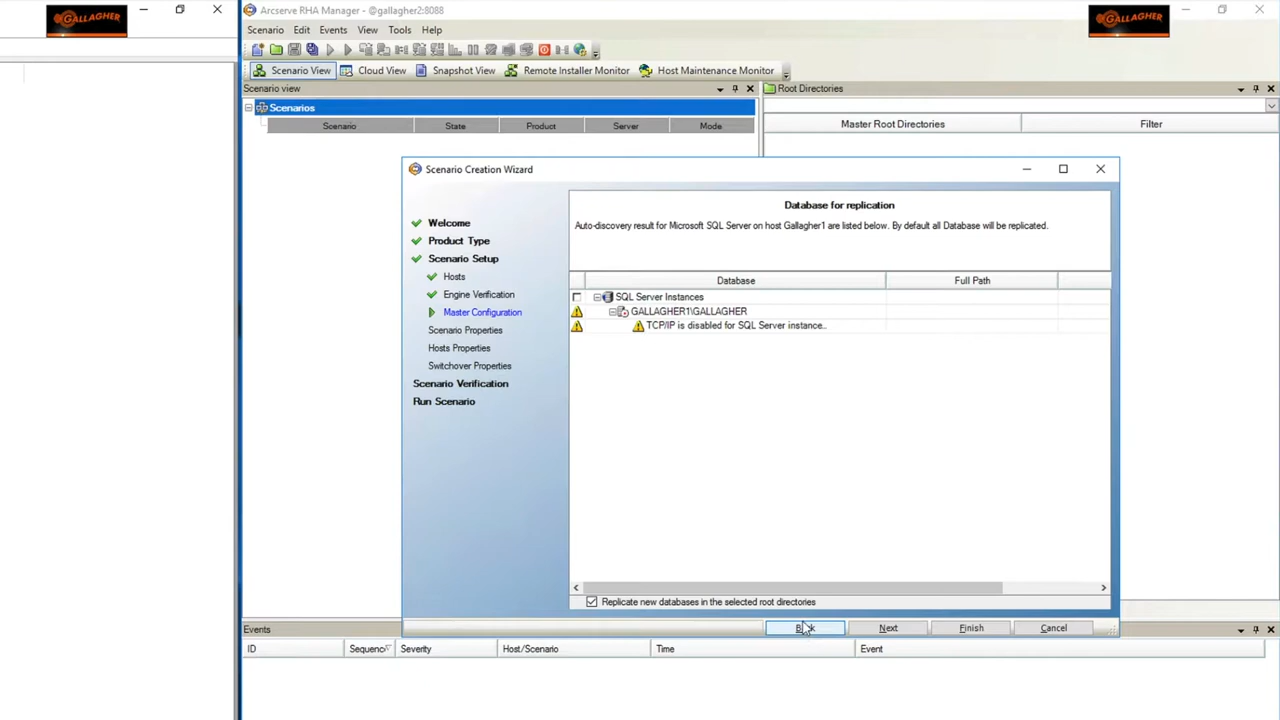 GALLAGHER
Arcserve RHA Manager - @gallagher2:8088
GALLAGHER
Scenario Edit Events View Tools Help
Scenario View Cloud View Snapshot View Remote Installer Monitor Host Maintenance Monitor
Scenario view
Root Directories
Scenarios
Scenario State Product Server Mode
Master Root Directories Filter
Scenario Creation Wizard
Welcome
Product Type
Scenario Setup
Hosts
Engine Verification
Master Configuration
Scenario Properties
Hosts Properties
Switchover Properties
Scenario Verification
Run Scenario
Database for replication
Auto-discovery result for Microsoft SQL Server on host Gallagher1 are listed below. By default all Database will be replicated.
Database Full Path
SQL Server Instances
GALLAGHER1\GALLAGHER
TCP/IP is disabled for SQL Server instance..
Replicate new databases in the selected root directories
Back Next Finish Cancel
Events
ID Sequence Severity Host/Scenario Time Event